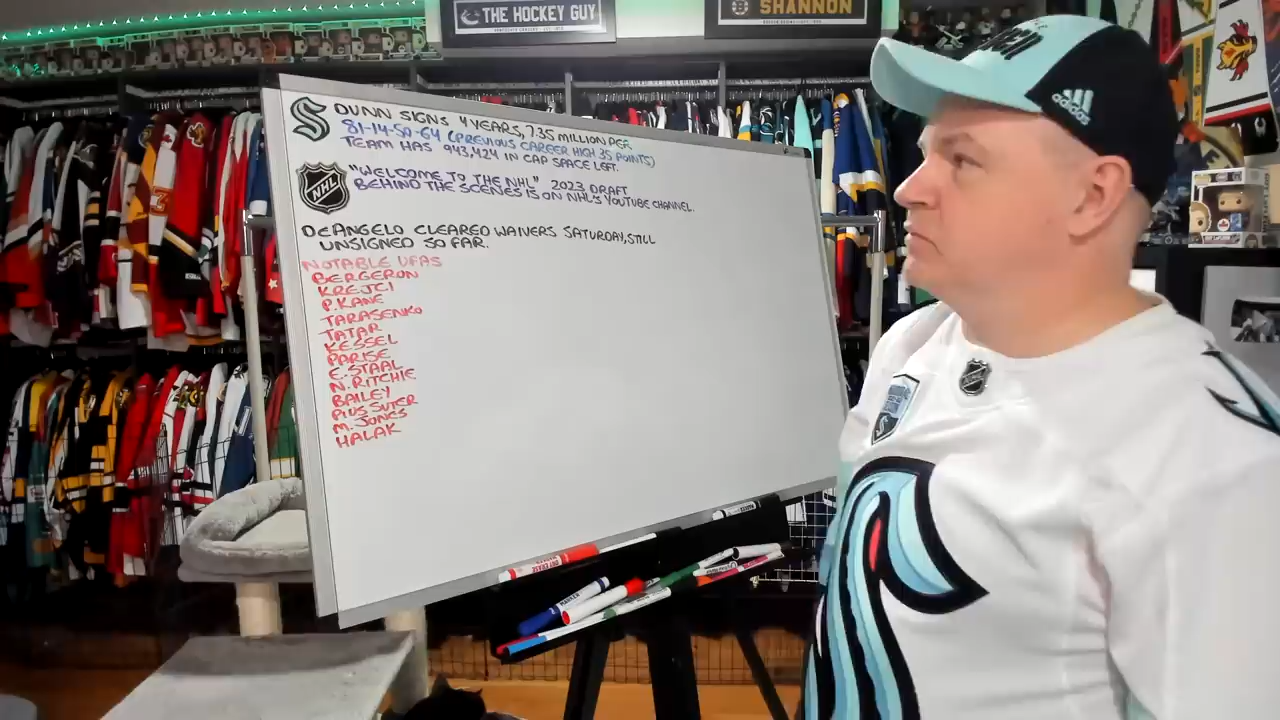 THE HOCKEY GUY
SHANNON
adidas
DUNN SIGNS 4 YEARS, 7.35 MILLION PER
81-14-50-64 (PREVIOUS CAREER HIGH 35 POINTS)
TEAM HAS 943,424 IN CAP SPACE LEFT.
NHL
"WELCOME TO THE NHL" 2023 DRAFT
BEHIND THE SCENES IS ON NHL'S YOUTUBE CHANNEL.
DEANGELO CLEARED WAIVERS SATURDAY, STILL
UNSIGNED SO FAR.
NOTABLE UFAS
BERGERON
KREJCI
P. KANE
TARASENKO
TATAR
KESSEL
PARISE
E. STAAL
N. RITCHIE
BAILEY
PIUS SUTER
M. JONES
HALAK